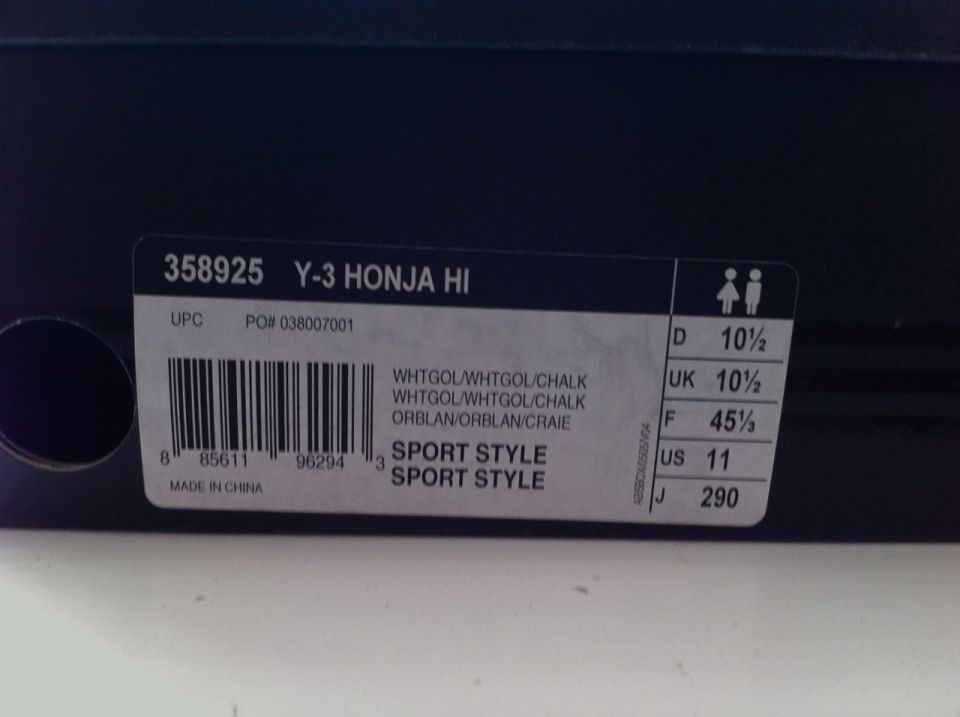 358925 Y-3 HONJA HI
UPC PO# 038007001
WHTGOL/WHTGOL/CHALK
WHTGOL/WHTGOL/CHALK
ORBLAN/ORBLAN/CRAIE
SPORT STYLE
SPORT STYLE
8 85611 96294 3
MADE IN CHINA
D 10½
UK 10½
F 45⅓
US 11
J 290